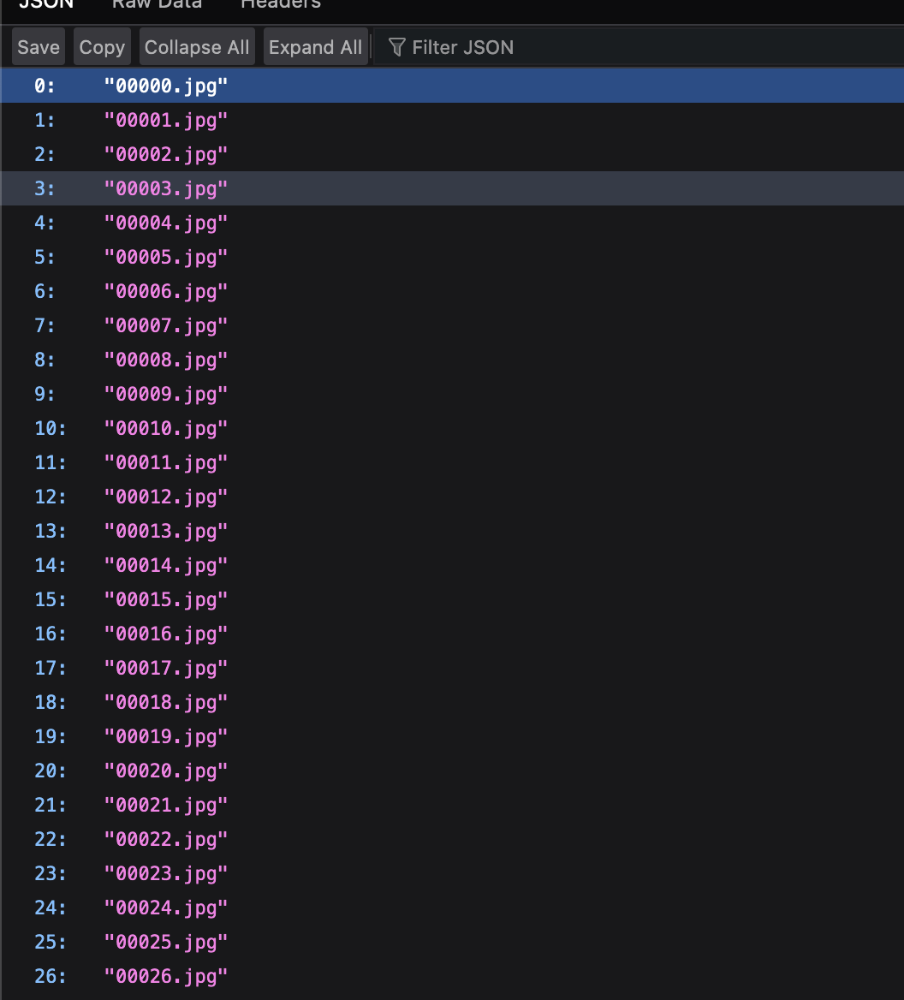 JSON Raw Data Headers
Save Copy Collapse All Expand All Filter JSON
0: "00000.jpg"
1: "00001.jpg"
2: "00002.jpg"
3: "00003.jpg"
4: "00004.jpg"
5: "00005.jpg"
6: "00006.jpg"
7: "00007.jpg"
8: "00008.jpg"
9: "00009.jpg"
10: "00010.jpg"
11: "00011.jpg"
12: "00012.jpg"
13: "00013.jpg"
14: "00014.jpg"
15: "00015.jpg"
16: "00016.jpg"
17: "00017.jpg"
18: "00018.jpg"
19: "00019.jpg"
20: "00020.jpg"
21: "00021.jpg"
22: "00022.jpg"
23: "00023.jpg"
24: "00024.jpg"
25: "00025.jpg"
26: "00026.jpg"